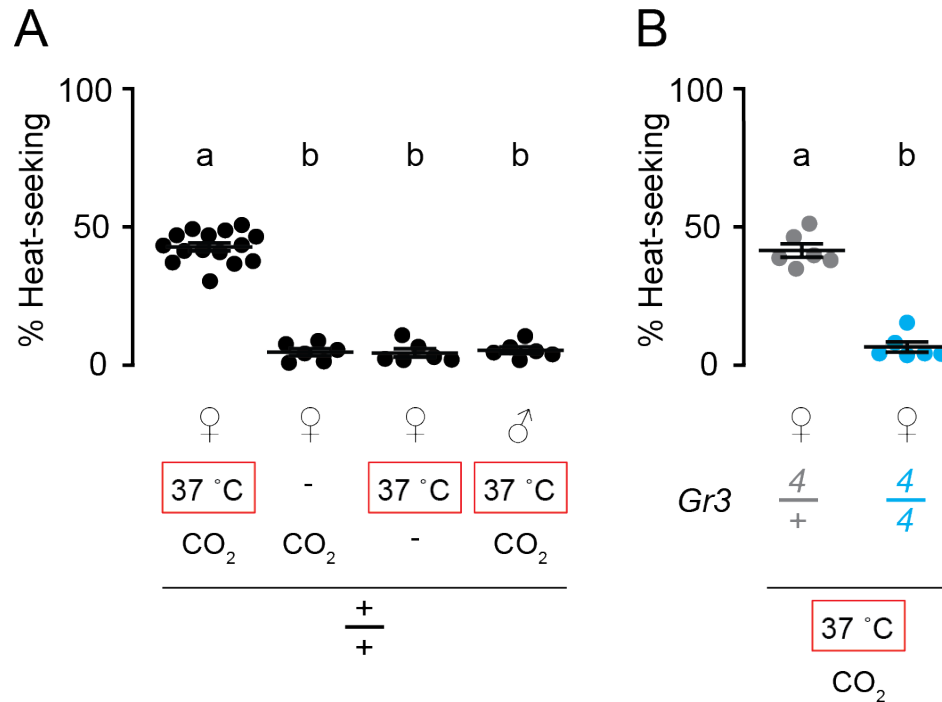 A
% Heat-seeking
100
50
0
a b b b
♀ ♀ ♀ ♂
37 °C - 37 °C 37 °C
CO₂ CO₂ - CO₂
+
+
B
% Heat-seeking
100
50
0
a b
♀ ♀
Gr3
4 4
+ 4
37 °C
CO₂